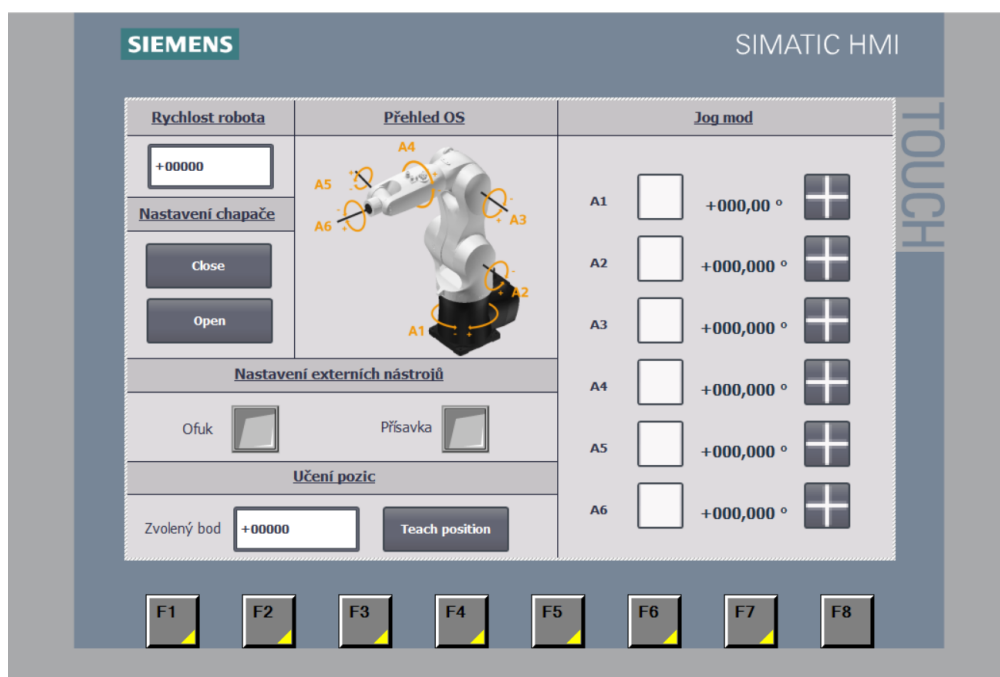 SIEMENS
SIMATIC HMI
TOUCH
Rychlost robota
+00000
Nastavení chapače
Close
Open
Přehled OS
A4
A5
A6
A3
A2
A1
Nastavení externích nástrojů
Ofuk
Přísavka
Učení pozic
Zvolený bod
+00000
Teach position
Jog mod
A1 +000,00 º
A2 +000,000 º
A3 +000,000 º
A4 +000,000 º
A5 +000,000 º
A6 +000,000 º
F1 F2 F3 F4 F5 F6 F7 F8